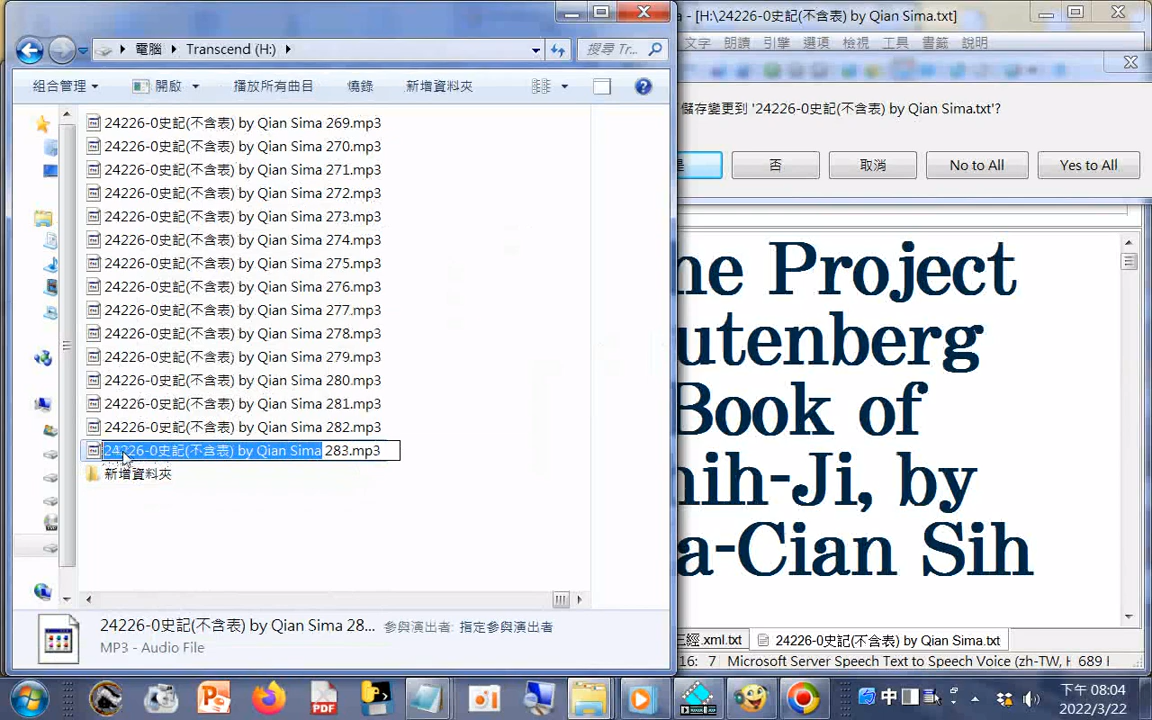 - [H:\24226-0史記(不含表) by Qian Sima.txt]
電腦 Transcend (H:)
搜尋 Tr...
文字 朗讀 引擎 選項 檢視 工具 書籤 說明
組合管理 開啟 播放所有曲目 燒錄 新增資料夾
儲存變更到 '24226-0史記(不含表) by Qian Sima.txt'?
是 否 取消 No to All Yes to All
24226-0史記(不含表) by Qian Sima 269.mp3
24226-0史記(不含表) by Qian Sima 270.mp3
24226-0史記(不含表) by Qian Sima 271.mp3
24226-0史記(不含表) by Qian Sima 272.mp3
24226-0史記(不含表) by Qian Sima 273.mp3
24226-0史記(不含表) by Qian Sima 274.mp3
24226-0史記(不含表) by Qian Sima 275.mp3
24226-0史記(不含表) by Qian Sima 276.mp3
24226-0史記(不含表) by Qian Sima 277.mp3
24226-0史記(不含表) by Qian Sima 278.mp3
24226-0史記(不含表) by Qian Sima 279.mp3
24226-0史記(不含表) by Qian Sima 280.mp3
24226-0史記(不含表) by Qian Sima 281.mp3
24226-0史記(不含表) by Qian Sima 282.mp3
24226-0史記(不含表) by Qian Sima 283.mp3
新增資料夾
he Project
utenberg
Book of
hih-Ji, by
a-Cian Sih
24226-0史記(不含表) by Qian Sima 28... 參與演出者: 指定參與演出者
MP3 - Audio File
三經.xml.txt 24226-0史記(不含表) by Qian Sima.txt
16: 7 Microsoft Server Speech Text to Speech Voice (zh-TW, H 689 l
PDF
中
下午 08:04
2022/3/22